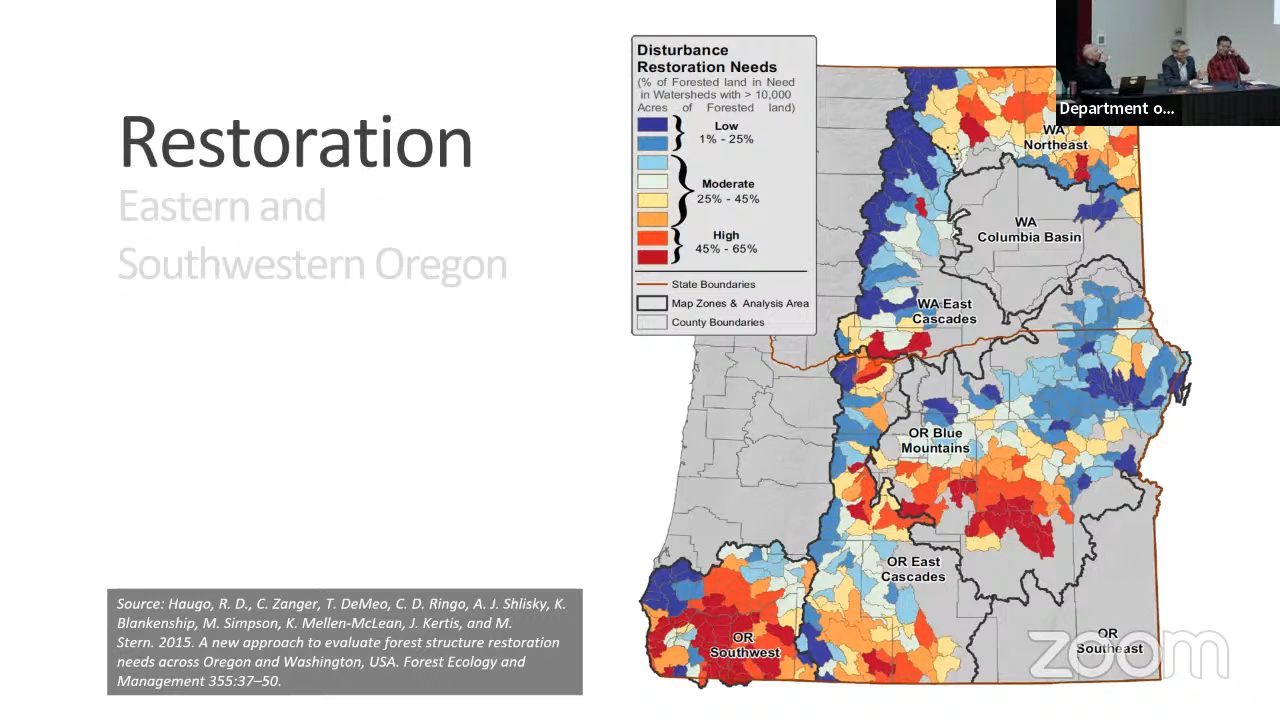 Restoration
Eastern and
Southwestern Oregon
Source: Haugo, R. D., C. Zanger, T. DeMeo, C. D. Ringo, A. J. Shlisky, K.
Blankenship, M. Simpson, K. Mellen-McLean, J. Kertis, and M.
Stern. 2015. A new approach to evaluate forest structure restoration
needs across Oregon and Washington, USA. Forest Ecology and
Management 355:37–50.
Disturbance
Restoration Needs
(% of Forested land in Need
in Watersheds with > 10,000
Acres of Forested land)
Low
1% - 25%
Moderate
25% - 45%
High
45% - 65%
State Boundaries
Map Zones & Analysis Area
County Boundaries
WA
Northeast
WA
Columbia Basin
WA East
Cascades
OR Blue
Mountains
OR East
Cascades
OR
Southwest
OR
Southeast
Department o...
zoom